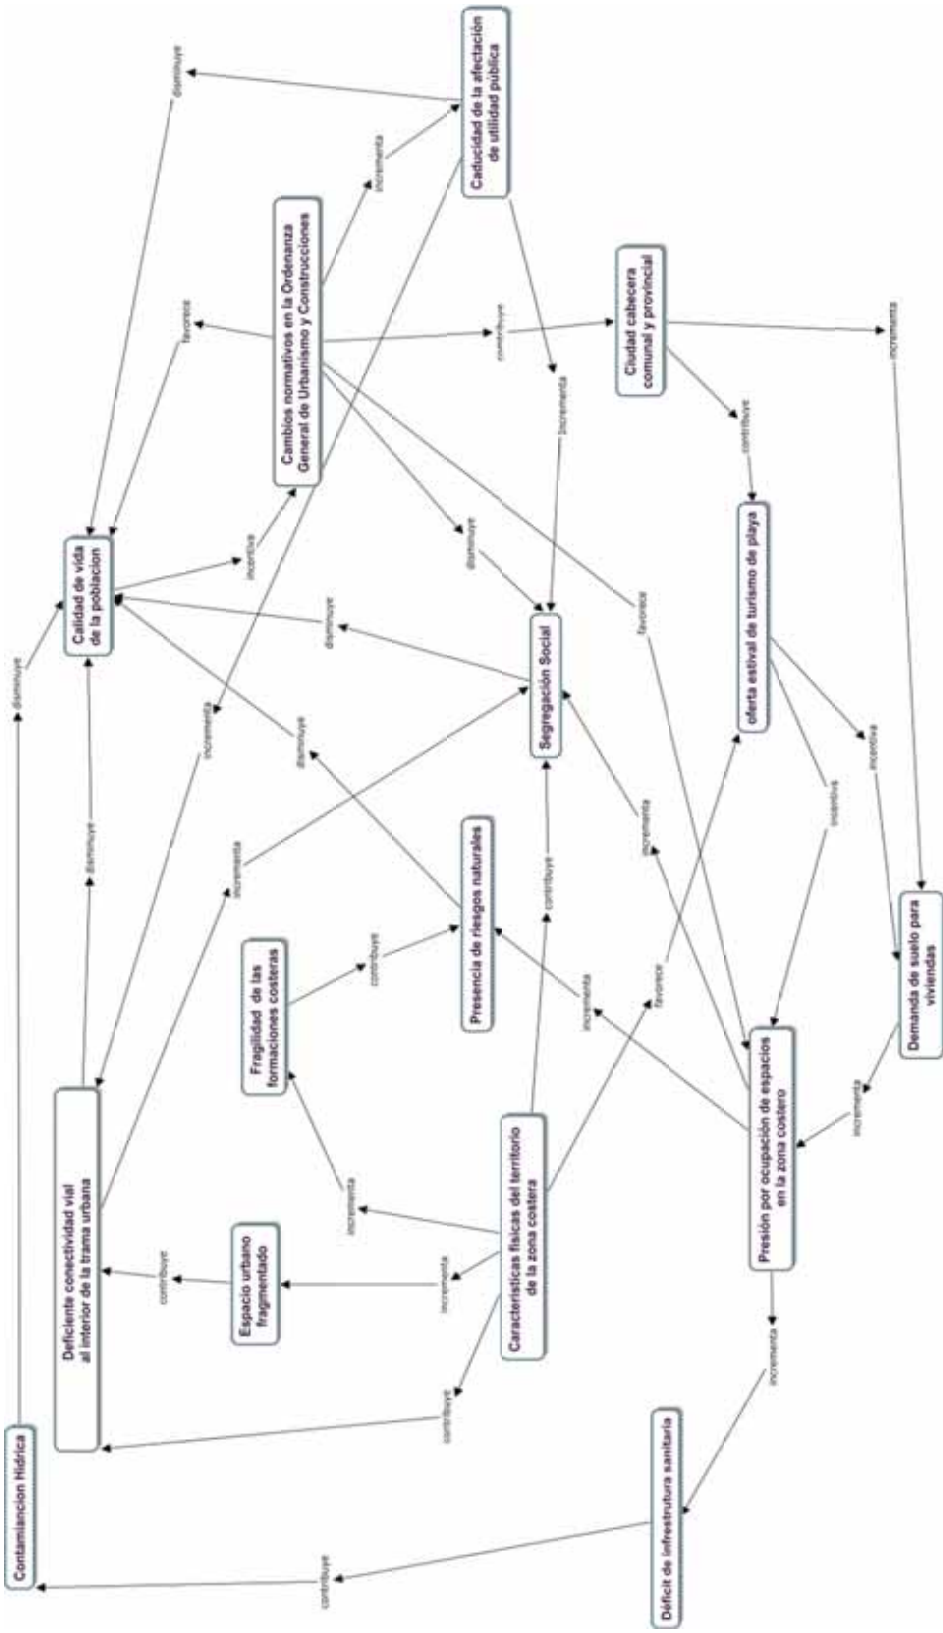 Contamiancion Hidrica
disminuye
Deficiente conectividad vial
al interior de la trama urbana
disminuye
Calidad de vida
de la poblacion
disminuye
contribuye
contribuye
Espacio urbano
fragmentado
Fragilidad de las
formaciones costeras
incrementa
incrementa
disminuye
incentiva
favorece
Cambios normativos en la Ordenanza
General de Urbanismo y Construcciones
incrementa
contribuye
incrementa
incrementa
contribuye
Presencia de riesgos naturales
disminuye
disminuye
Caducidad de la afectación
de utilidad pública
contribuye
Características físicas del territorio
de la zona costera
contribuye
Segregación Social
Incrementa
contribuye
incrementa
favorece
incrementa
favorece
Ciudad cabecera
comunal y provincial
Déficit de infrestrutura sanitaria
incrementa
Presión por ocupación de espacios
en la zona costero
oferta estival de turismo de playa
contribuye
incentiva
incrementa
incentiva
incrementa
Demanda de suelo para
viviendas